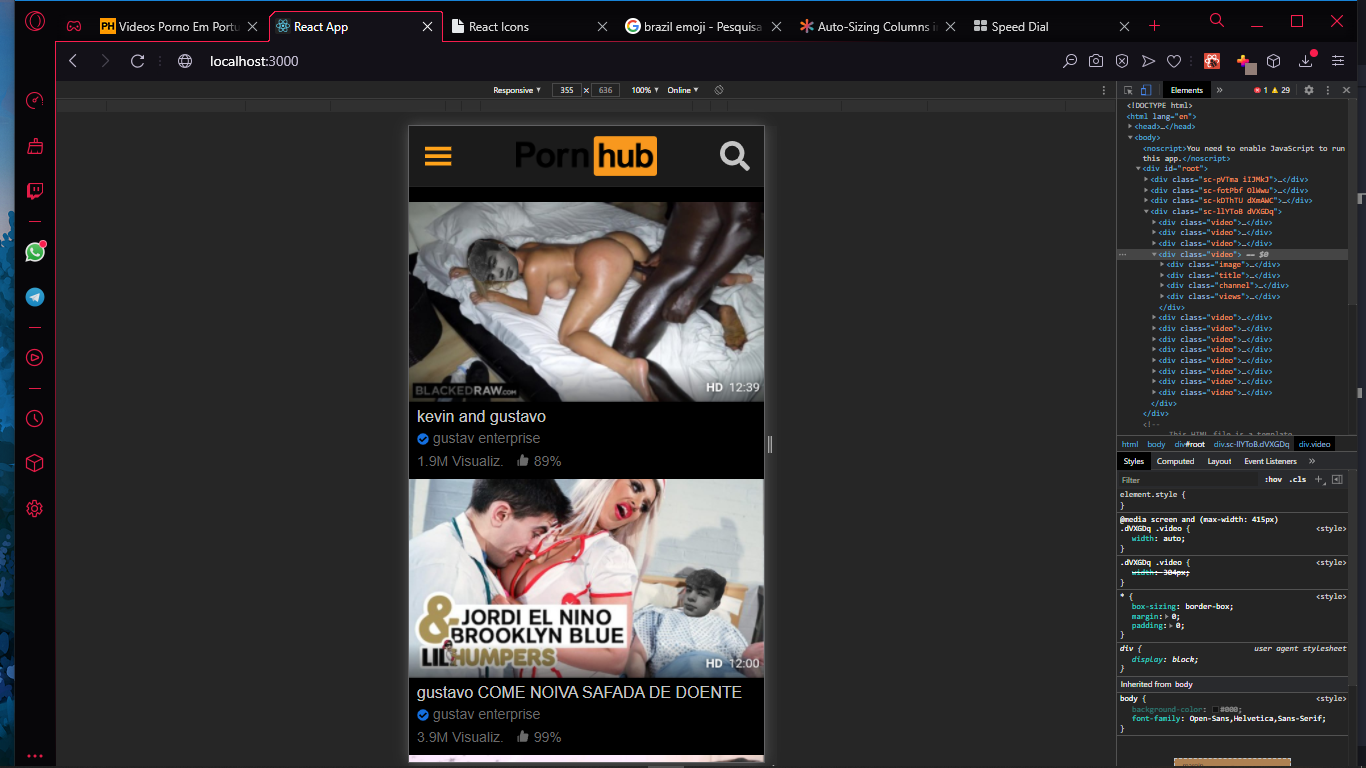 Videos Porno Em Portu
React App
React Icons
brazil emoji - Pesquisa
Auto-Sizing Columns i
Speed Dial
localhost:3000
Responsive
355 x 636
100%
Online
Elements
1
29
<!DOCTYPE html>
<html lang="en">
<head>…</head>
<body>
<noscript>You need to enable JavaScript to run
this app.</noscript>
<div id="root">
<div class="sc-pVTma iIJMkJ">…</div>
<div class="sc-fotPbf OlWwu">…</div>
<div class="sc-kDThTU dXmAWC">…</div>
<div class="sc-llYToB dVXGDq">
<div class="video">…</div>
<div class="video">…</div>
<div class="video">…</div>
<div class="video"> == $0
<div class="image">…</div>
<div class="title">…</div>
<div class="channel">…</div>
<div class="views">…</div>
</div>
<div class="video">…</div>
<div class="video">…</div>
<div class="video">…</div>
<div class="video">…</div>
<div class="video">…</div>
<div class="video">…</div>
<div class="video">…</div>
<div class="video">…</div>
</div>
</div>
<!--
This HTML file is a template
html body div#root div.sc-llYToB.dVXGDq div.video
Styles Computed Layout Event Listeners
Filter
:hov .cls
element.style {
}
@media screen and (max-width: 415px)
.dVXGDq .video { <style>
width: auto;
}
.dVXGDq .video { <style>
width: 304px;
}
* { <style>
box-sizing: border-box;
margin: 0;
padding: 0;
}
div { user agent stylesheet
display: block;
}
Inherited from body
body { <style>
background-color: #000;
font-family: Open-Sans,Helvetica,Sans-Serif;
}
Porn hub
BLACKEDRAW.COM
HD 12:39
kevin and gustavo
gustav enterprise
1.9M Visualiz. 89%
& JORDI EL NINO
BROOKLYN BLUE
LILHUMPERS
HD 12:00
gustavo COME NOIVA SAFADA DE DOENTE
gustav enterprise
3.9M Visualiz. 99%